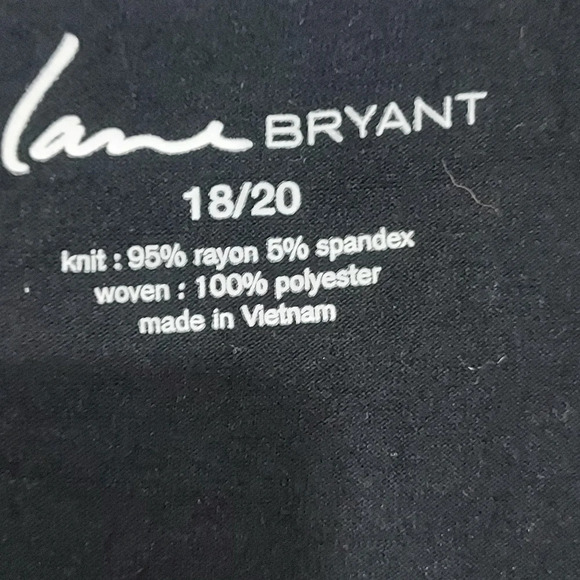 lane BRYANT
18/20
knit : 95% rayon 5% spandex
woven : 100% polyester
made in Vietnam